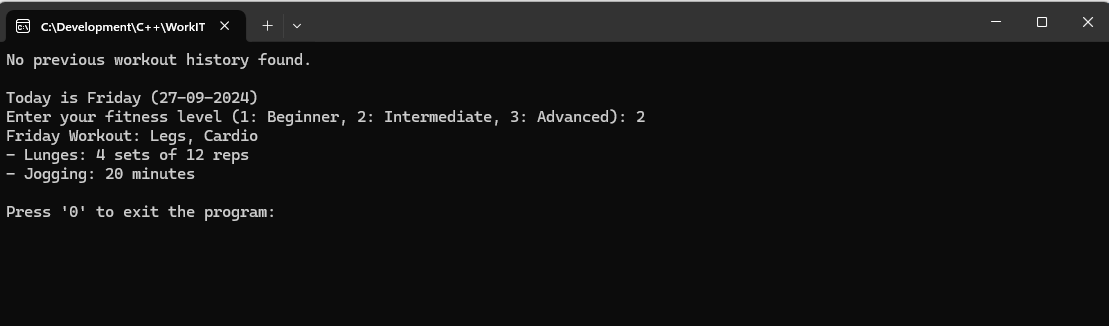 C:\Development\C++\WorkIT
No previous workout history found.
Today is Friday (27-09-2024)
Enter your fitness level (1: Beginner, 2: Intermediate, 3: Advanced): 2
Friday Workout: Legs, Cardio
- Lunges: 4 sets of 12 reps
- Jogging: 20 minutes
Press '0' to exit the program: